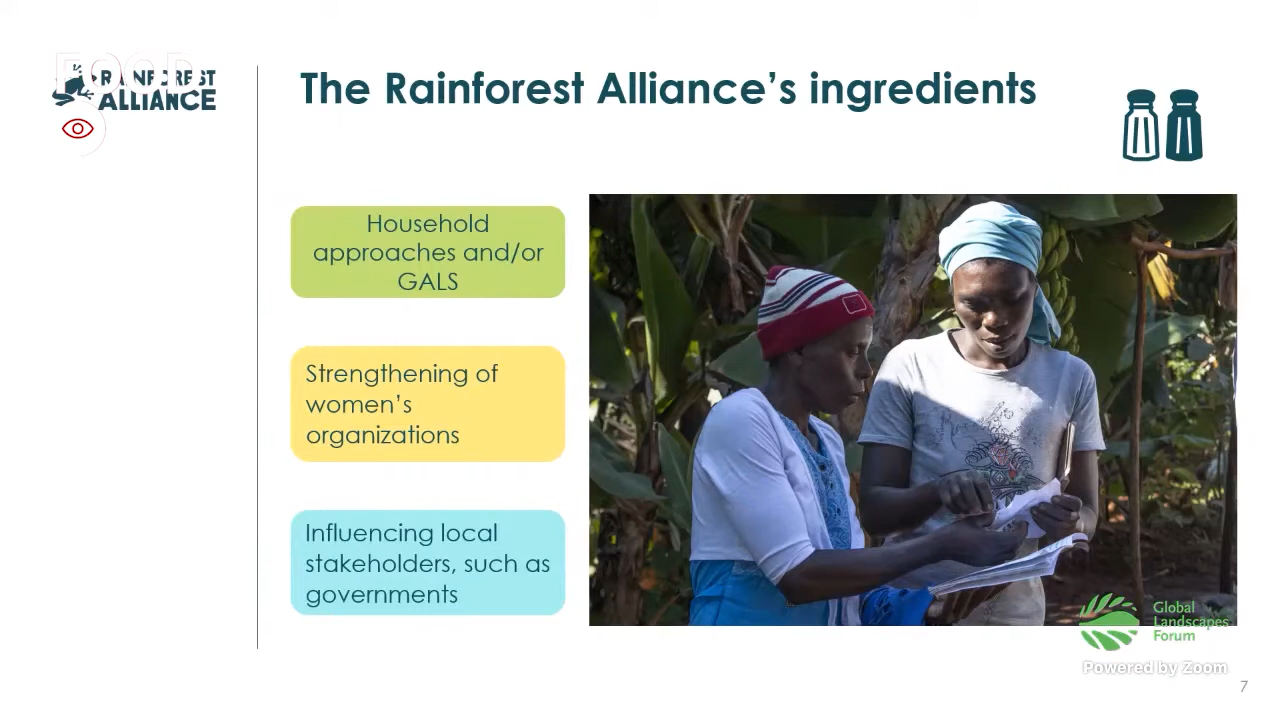 FOOD
RAINFOREST
ALLIANCE
The Rainforest Alliance’s ingredients
Household
approaches and/or
GALS
Strengthening of
women’s
organizations
Influencing local
stakeholders, such as
governments
Global
Landscapes
Forum
Powered by Zoom
7